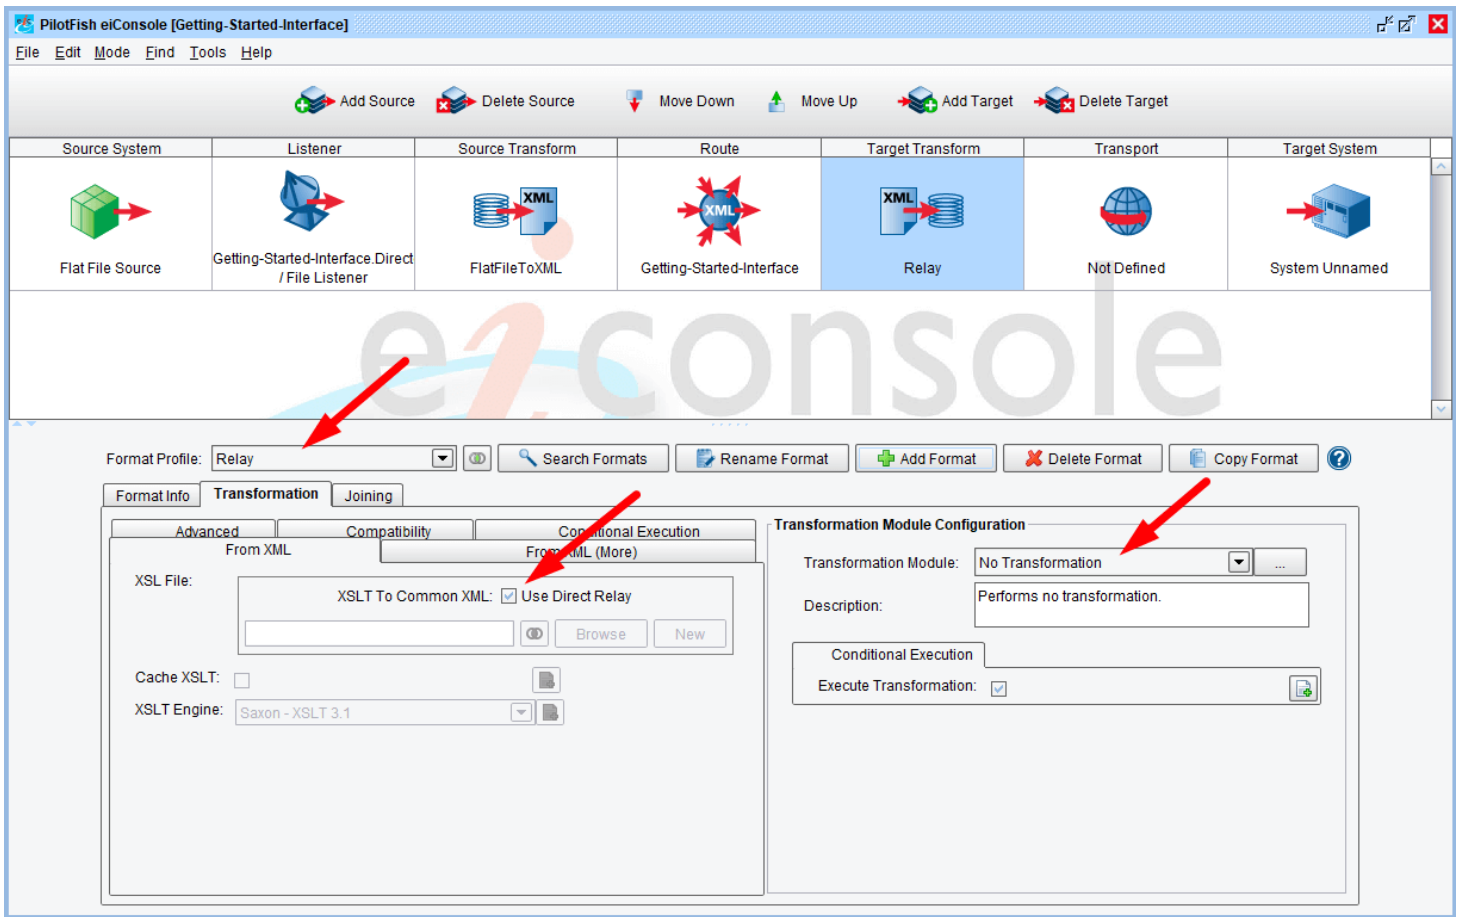 PilotFish eiConsole [Getting-Started-Interface]
File Edit Mode Find Tools Help
Add Source Delete Source Move Down Move Up Add Target Delete Target
Source System Listener Source Transform Route Target Transform Transport Target System
XML XML XML
Flat File Source Getting-Started-Interface.Direct / File Listener FlatFileToXML Getting-Started-Interface Relay Not Defined System Unnamed
eiconsole
Format Profile: Relay Search Formats Rename Format Add Format Delete Format Copy Format ?
Format Info Transformation Joining
Advanced Compatibility Conditional Execution
From XML From XML (More)
XSL File:
XSLT To Common XML: Use Direct Relay
Browse New
Cache XSLT:
XSLT Engine: Saxon - XSLT 3.1
Transformation Module Configuration
Transformation Module: No Transformation ...
Description: Performs no transformation.
Conditional Execution
Execute Transformation: